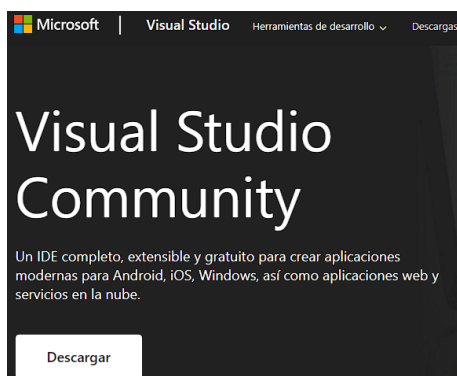 Microsoft | Visual Studio Herramientas de desarrollo Descargas
Visual Studio
Community
Un IDE completo, extensible y gratuito para crear aplicaciones
modernas para Android, iOS, Windows, así como aplicaciones web y
servicios en la nube.
Descargar